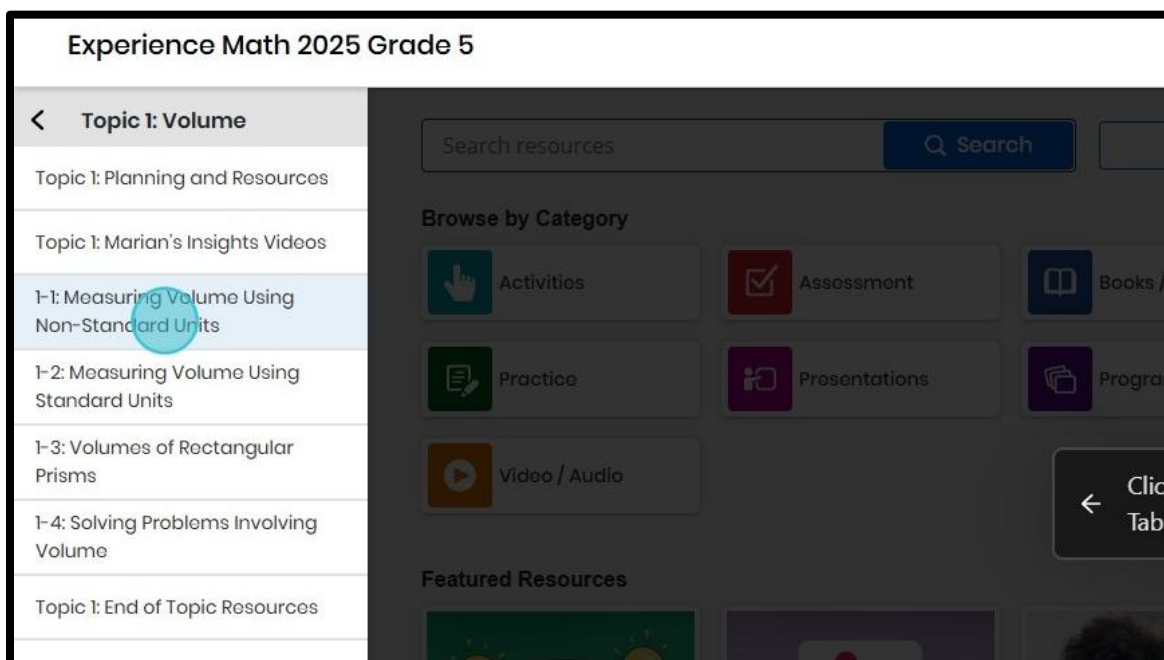 Experience Math 2025 Grade 5
Topic 1: Volume
Topic 1: Planning and Resources
Topic 1: Marian's Insights Videos
1-1: Measuring Volume Using
Non-Standard Units
1-2: Measuring Volume Using
Standard Units
1-3: Volumes of Rectangular
Prisms
1-4: Solving Problems Involving
Volume
Topic 1: End of Topic Resources
Search resources
Search
Browse by Category
Activities
Assessment
Books /
Practice
Presentations
Progra
Video / Audio
Clic
Tab
Featured Resources